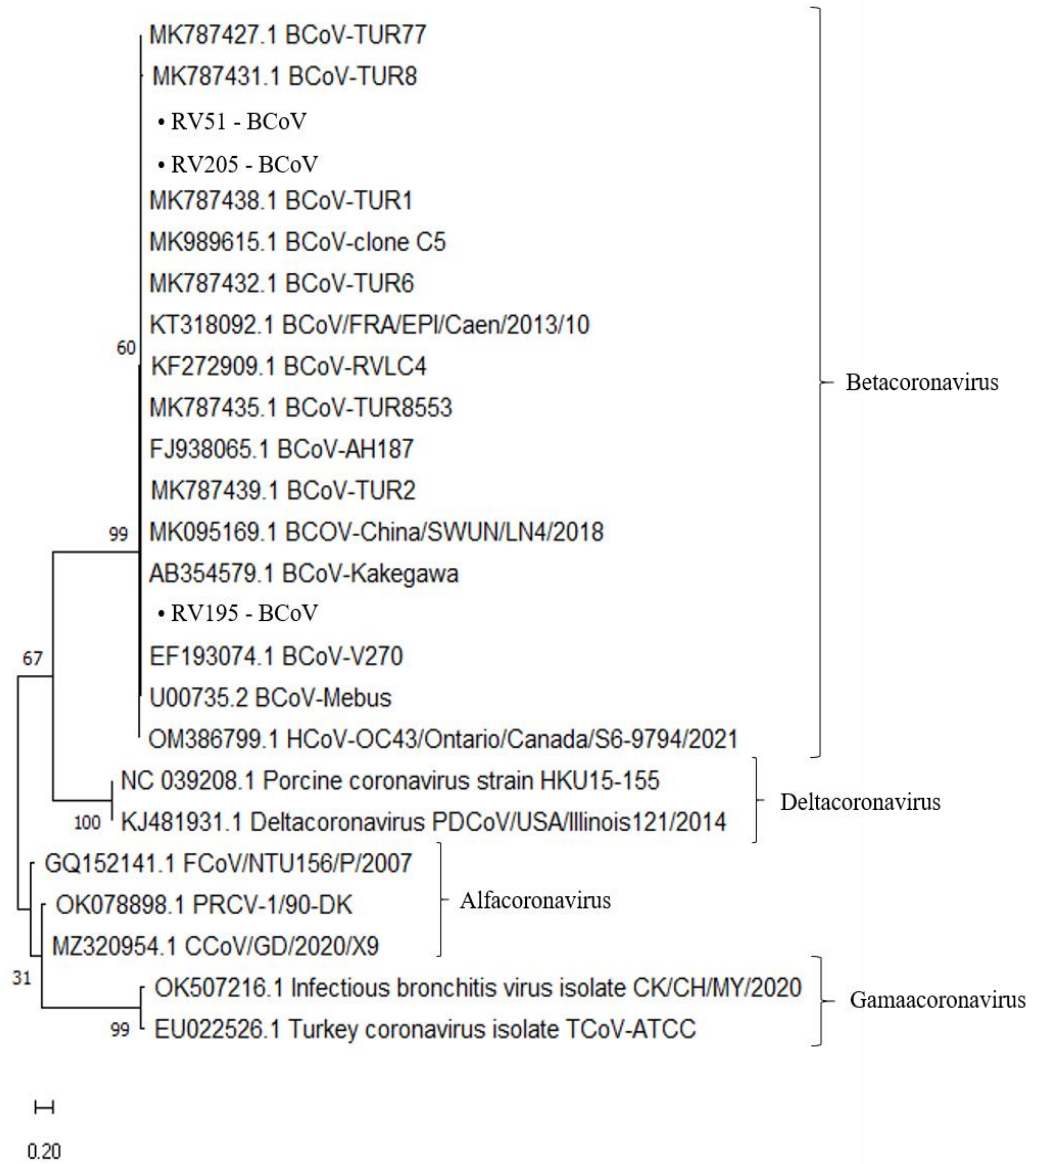 MK787427.1 BCoV-TUR77
MK787431.1 BCoV-TUR8
• RV51 - BCoV
• RV205 - BCoV
MK787438.1 BCoV-TUR1
MK989615.1 BCoV-clone C5
MK787432.1 BCoV-TUR6
KT318092.1 BCoV/FRA/EPI/Caen/2013/10
60
KF272909.1 BCoV-RVLC4
Betacoronavirus
MK787435.1 BCoV-TUR8553
FJ938065.1 BCoV-AH187
MK787439.1 BCoV-TUR2
99
MK095169.1 BCOV-China/SWUN/LN4/2018
AB354579.1 BCoV-Kakegawa
• RV195 - BCoV
67
EF193074.1 BCoV-V270
U00735.2 BCoV-Mebus
OM386799.1 HCoV-OC43/Ontario/Canada/S6-9794/2021
NC 039208.1 Porcine coronavirus strain HKU15-155
Deltacoronavirus
100
KJ481931.1 Deltacoronavirus PDCoV/USA/Illinois121/2014
GQ152141.1 FCoV/NTU156/P/2007
OK078898.1 PRCV-1/90-DK
Alfacoronavirus
MZ320954.1 CCoV/GD/2020/X9
31
OK507216.1 Infectious bronchitis virus isolate CK/CH/MY/2020
Gamaacoronavirus
99
EU022526.1 Turkey coronavirus isolate TCoV-ATCC
0.20